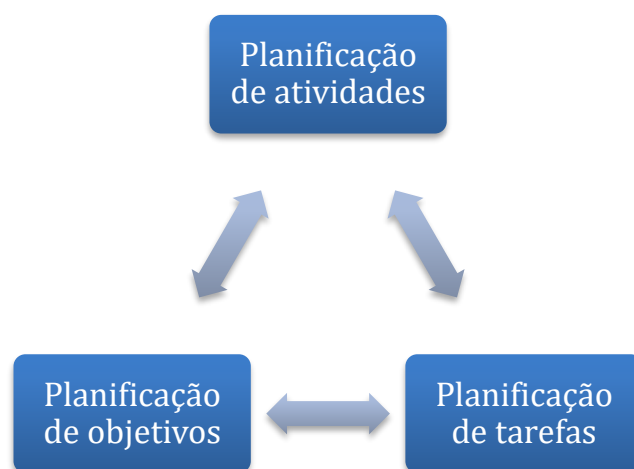 Planificação
de atividades
Planificação
de objetivos
Planificação
de tarefas